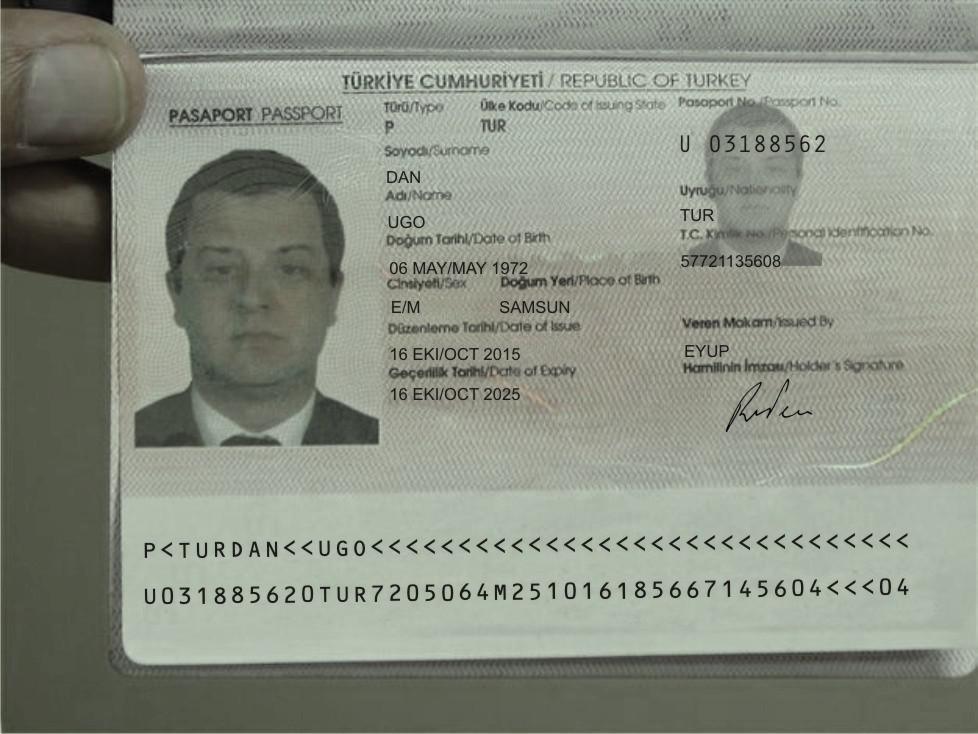 TÜRKİYE CUMHURİYETİ / REPUBLIC OF TURKEY
PASAPORT PASSPORT
Türü/Type Ülke Kodu/Code of Issuing State Pasaport No./Passport No.
P TUR U 03188562
Soyadı/Surname
DAN
Adı/Name Uyruğu/Nationality
UGO TUR
Doğum Tarihi/Date of Birth T.C. Kimlik No./Personal Identification No.
06 MAY/MAY 1972 57721135608
Cinsiyeti/Sex Doğum Yeri/Place of Birth
E/M SAMSUN
Düzenleme Tarihi/Date of Issue Veren Makam/Issued By
16 EKI/OCT 2015 EYUP
Geçerlilik Tarihi/Date of Expiry Hamilinin İmzası/Holder's Signature
16 EKI/OCT 2025
P<TURDAN<<UGO<<<<<<<<<<<<<<<<<<<<<<<<<<<<<<<
U031885620TUR7205064M251016185667145604<<<04